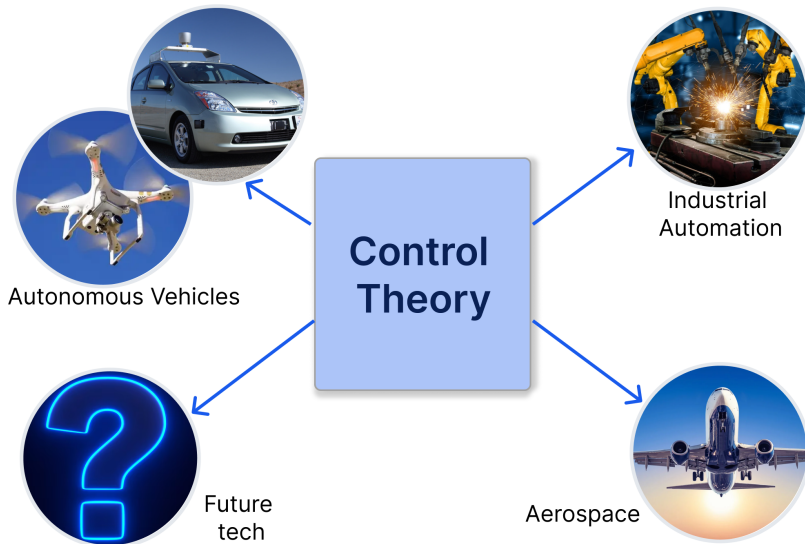 Control
Theory
Autonomous Vehicles
Industrial
Automation
Future
tech
Aerospace